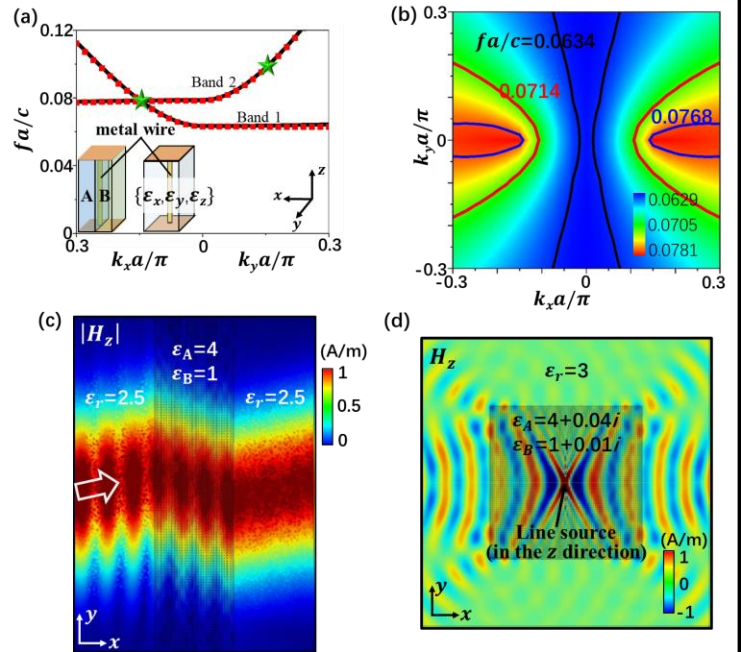 (a)
0.12
0.08
0.04
0
fa/c
Band 2
Band 1
metal wire
A
B
{εx,εy,εz}
z
x
y
0.3
0
0.3
kxa/π
kya/π
(b)
0.3
0
-0.3
kya/π
fa/c=0.0634
0.0714
0.0768
0.0629
0.0705
0.0781
-0.3
0
0.3
kxa/π
(c)
|Hz|
εA=4
εB=1
εr=2.5
εr=2.5
(A/m)
1
0.5
0
y
x
(d)
Hz
εr=3
εA=4+0.04i
εB=1+0.01i
Line source
(in the z direction)
(A/m)
1
0
-1
y
x